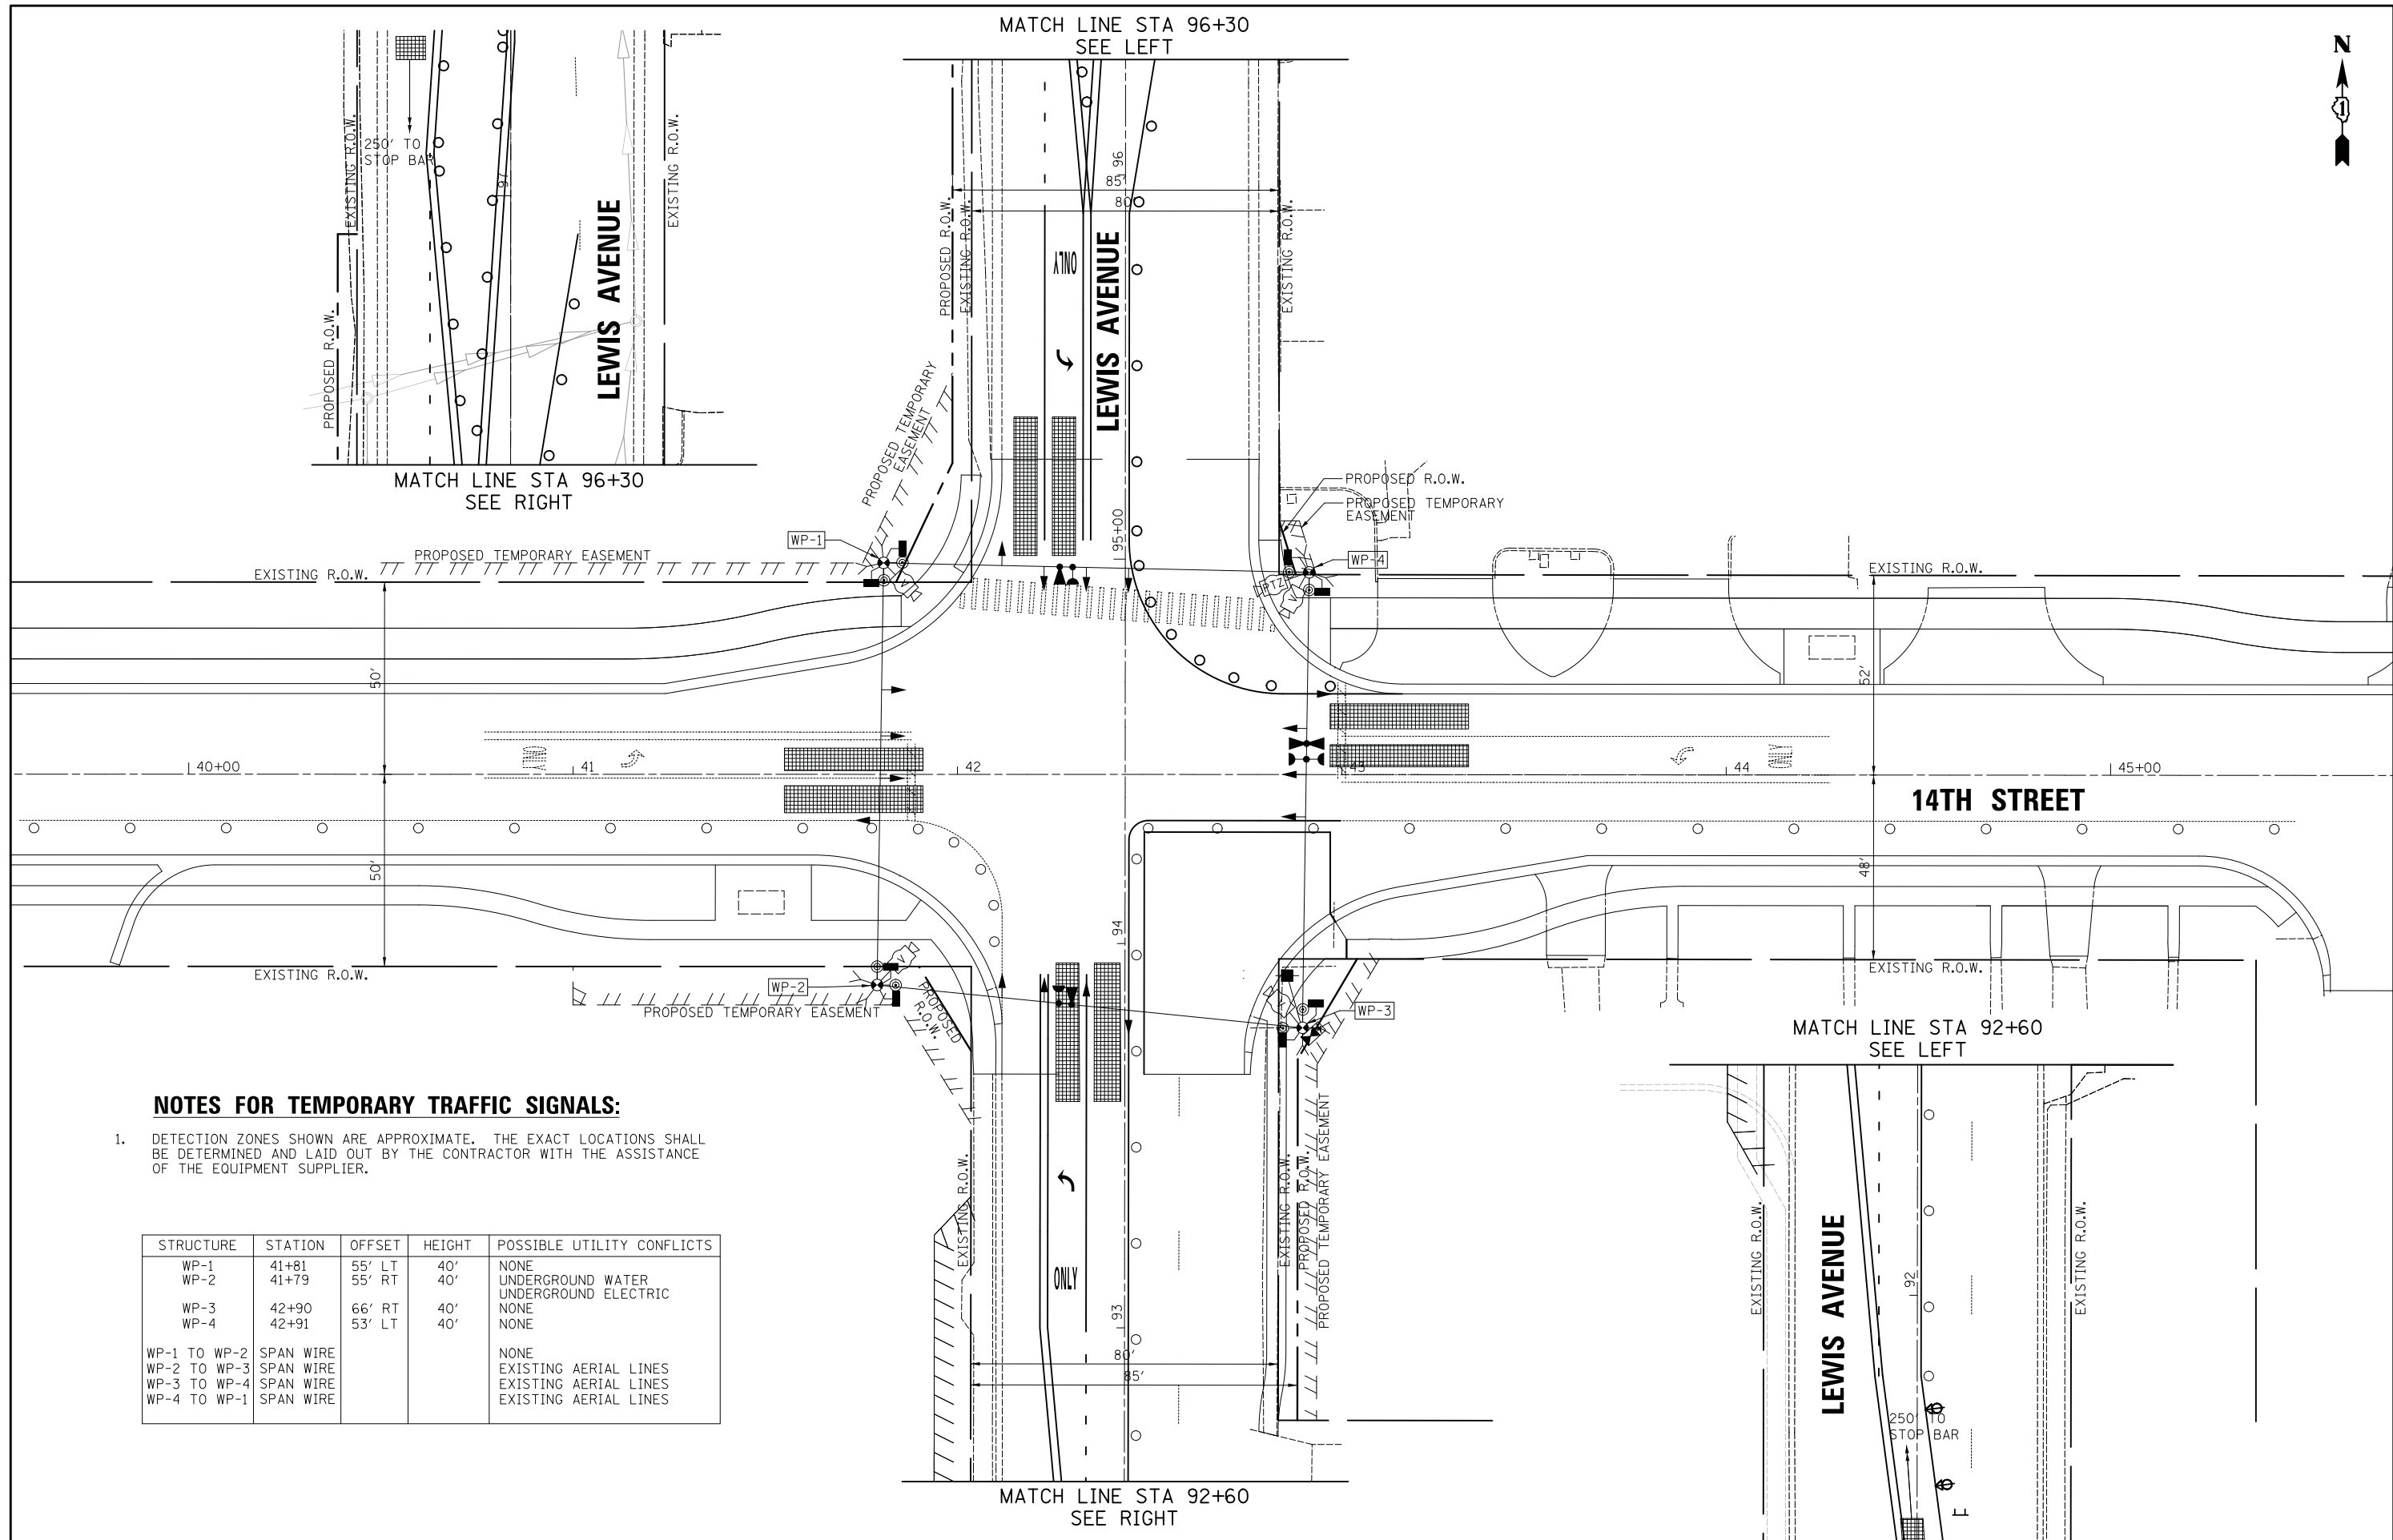 MATCH LINE STA 96+30
SEE LEFT
N
1
EXISTING R.O.W.
250' TO
STOP BAR
97
EXISTING R.O.W.
LEWIS AVENUE
PROPOSED R.O.W.
MATCH LINE STA 96+30
SEE RIGHT
96
85'
80'
PROPOSED R.O.W.
EXISTING R.O.W.
ONLY
LEWIS AVENUE
EXISTING R.O.W.
PROPOSED TEMPORARY
EASEMENT
PROPOSED R.O.W.
PROPOSED TEMPORARY
EASEMENT
95+00
WP-1
WP-4
PROPOSED TEMPORARY EASEMENT
EXISTING R.O.W.
EXISTING R.O.W.
V
PTZ
V
50'
52'
ONLY
ONLY
40+00
41
42
43
44
45+00
14TH STREET
50'
48'
94
EXISTING R.O.W.
EXISTING R.O.W.
V
V
WP-2
WP-3
PROPOSED TEMPORARY EASEMENT
PROPOSED
R.O.W.
MATCH LINE STA 92+60
SEE LEFT
NOTES FOR TEMPORARY TRAFFIC SIGNALS:
1. DETECTION ZONES SHOWN ARE APPROXIMATE. THE EXACT LOCATIONS SHALL
BE DETERMINED AND LAID OUT BY THE CONTRACTOR WITH THE ASSISTANCE
OF THE EQUIPMENT SUPPLIER.
EXISTING R.O.W.
EXISTING R.O.W.
PROPOSED R.O.W.
PROPOSED TEMPORARY EASEMENT
ONLY
93
80'
85'
STRUCTURE STATION OFFSET HEIGHT POSSIBLE UTILITY CONFLICTS
WP-1 41+81 55' LT 40' NONE
WP-2 41+79 55' RT 40' UNDERGROUND WATER
UNDERGROUND ELECTRIC
WP-3 42+90 66' RT 40' NONE
WP-4 42+91 53' LT 40' NONE
WP-1 TO WP-2 SPAN WIRE NONE
WP-2 TO WP-3 SPAN WIRE EXISTING AERIAL LINES
WP-3 TO WP-4 SPAN WIRE EXISTING AERIAL LINES
WP-4 TO WP-1 SPAN WIRE EXISTING AERIAL LINES
EXISTING R.O.W.
LEWIS AVENUE
92
EXISTING R.O.W.
250' TO
STOP BAR
MATCH LINE STA 92+60
SEE RIGHT